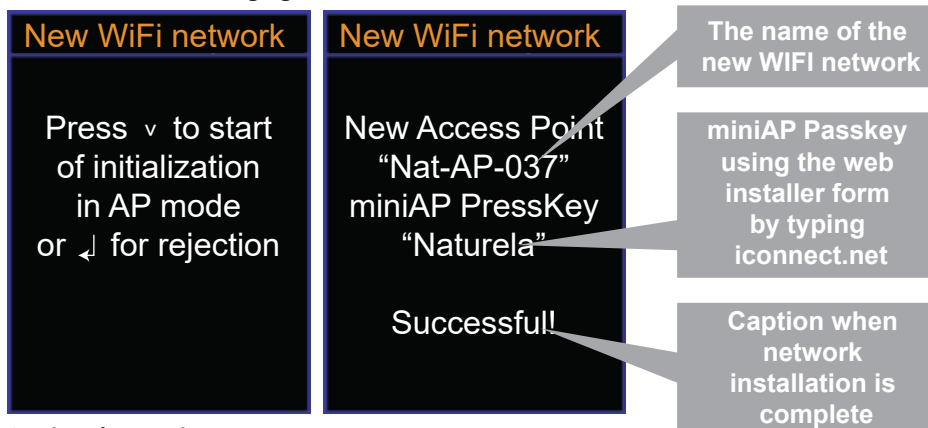 New WiFi network
Press v to start
of initialization
in AP mode
or ↲ for rejection
New WiFi network
New Access Point
“Nat-AP-037”
miniAP PressKey
“Naturela”
Successful!
The name of the
new WIFI network
miniAP Passkey
using the web
installer form
by typing
iconnect.net
Caption when
network
installation is
complete